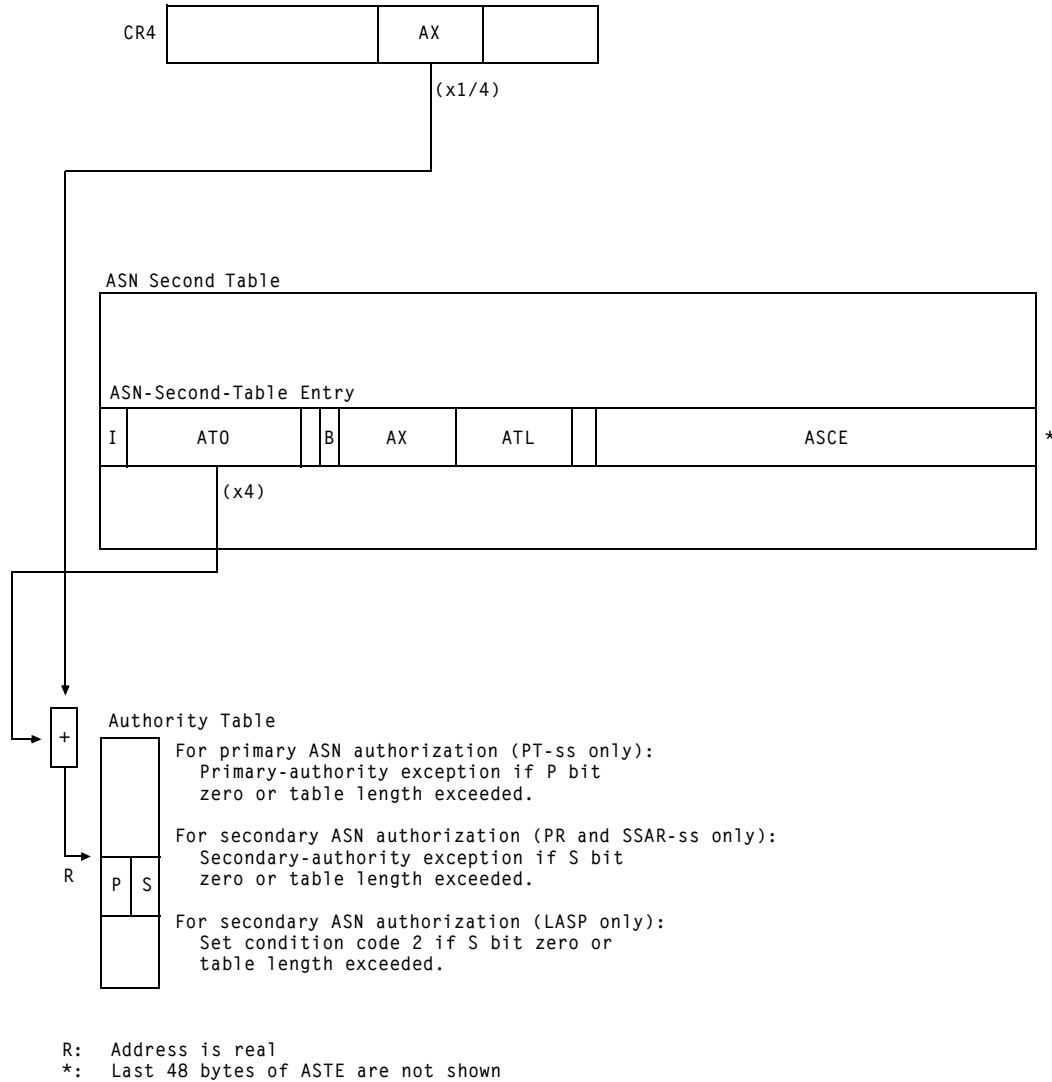 CR4 AX
(x1/4)
ASN Second Table
ASN-Second-Table Entry
I ATO B AX ATL ASCE *
(x4)
+
Authority Table
For primary ASN authorization (PT-ss only):
Primary-authority exception if P bit
zero or table length exceeded.
For secondary ASN authorization (PR and SSAR-ss only):
Secondary-authority exception if S bit
zero or table length exceeded.
R P S
For secondary ASN authorization (LASP only):
Set condition code 2 if S bit zero or
table length exceeded.
R: Address is real
*: Last 48 bytes of ASTE are not shown